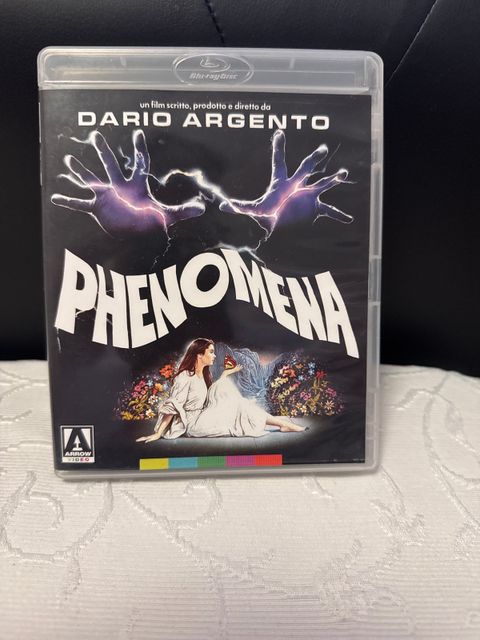 Blu-ray Disc
un film scritto, prodotto e diretto da
DARIO ARGENTO
PHENOMENA
A
ARROW
VIDEO